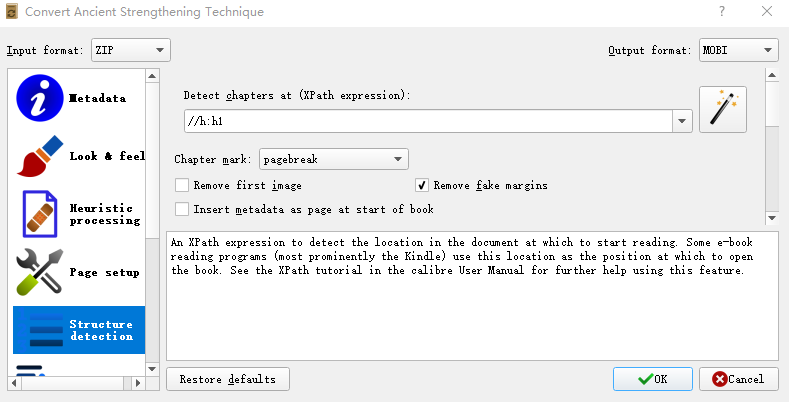 Convert Ancient Strengthening Technique
Input format: ZIP
Output format: MOBI
Metadata
Look & feel
Heuristic
processing
Page setup
Structure
detection
Detect chapters at (XPath expression):
//h:h1
Chapter mark: pagebreak
Remove first image
Remove fake margins
Insert metadata as page at start of book
An XPath expression to detect the location in the document at which to start reading. Some e-book
reading programs (most prominently the Kindle) use this location as the position at which to open
the book. See the XPath tutorial in the calibre User Manual for further help using this feature.
Restore defaults
OK
Cancel